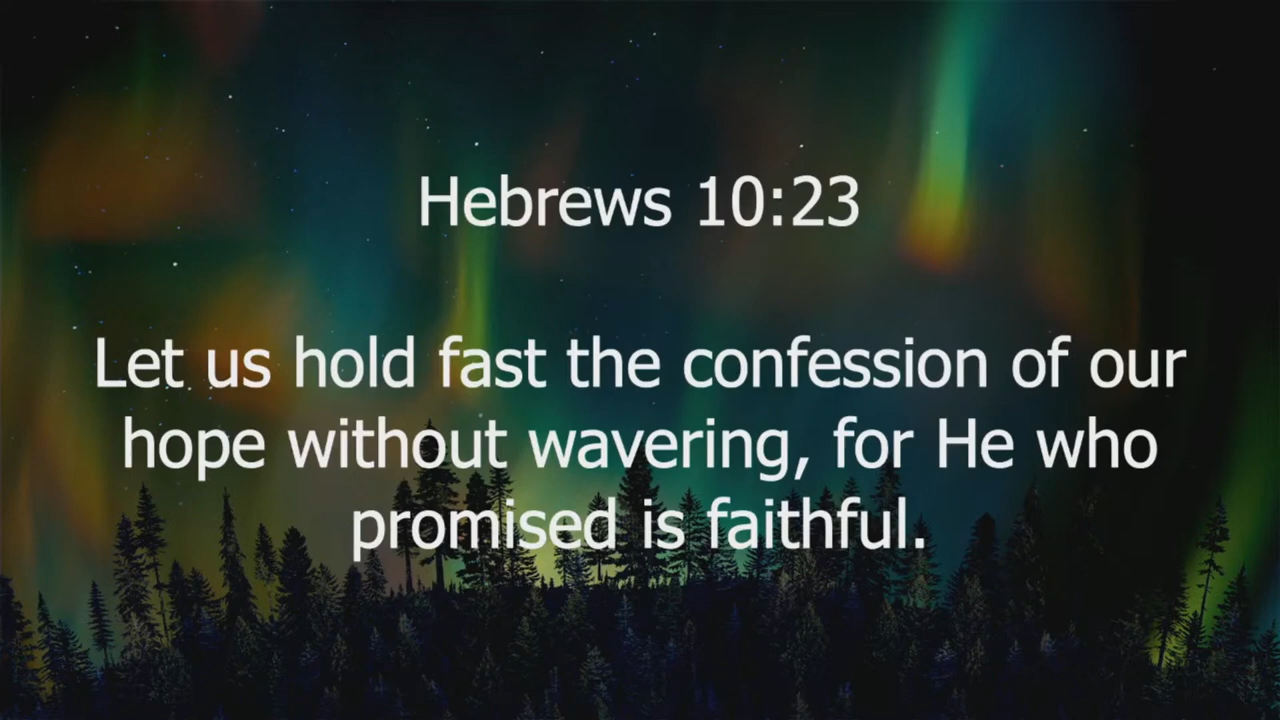 Hebrews 10:23
Let us hold fast the confession of our
hope without wavering, for He who
promised is faithful.